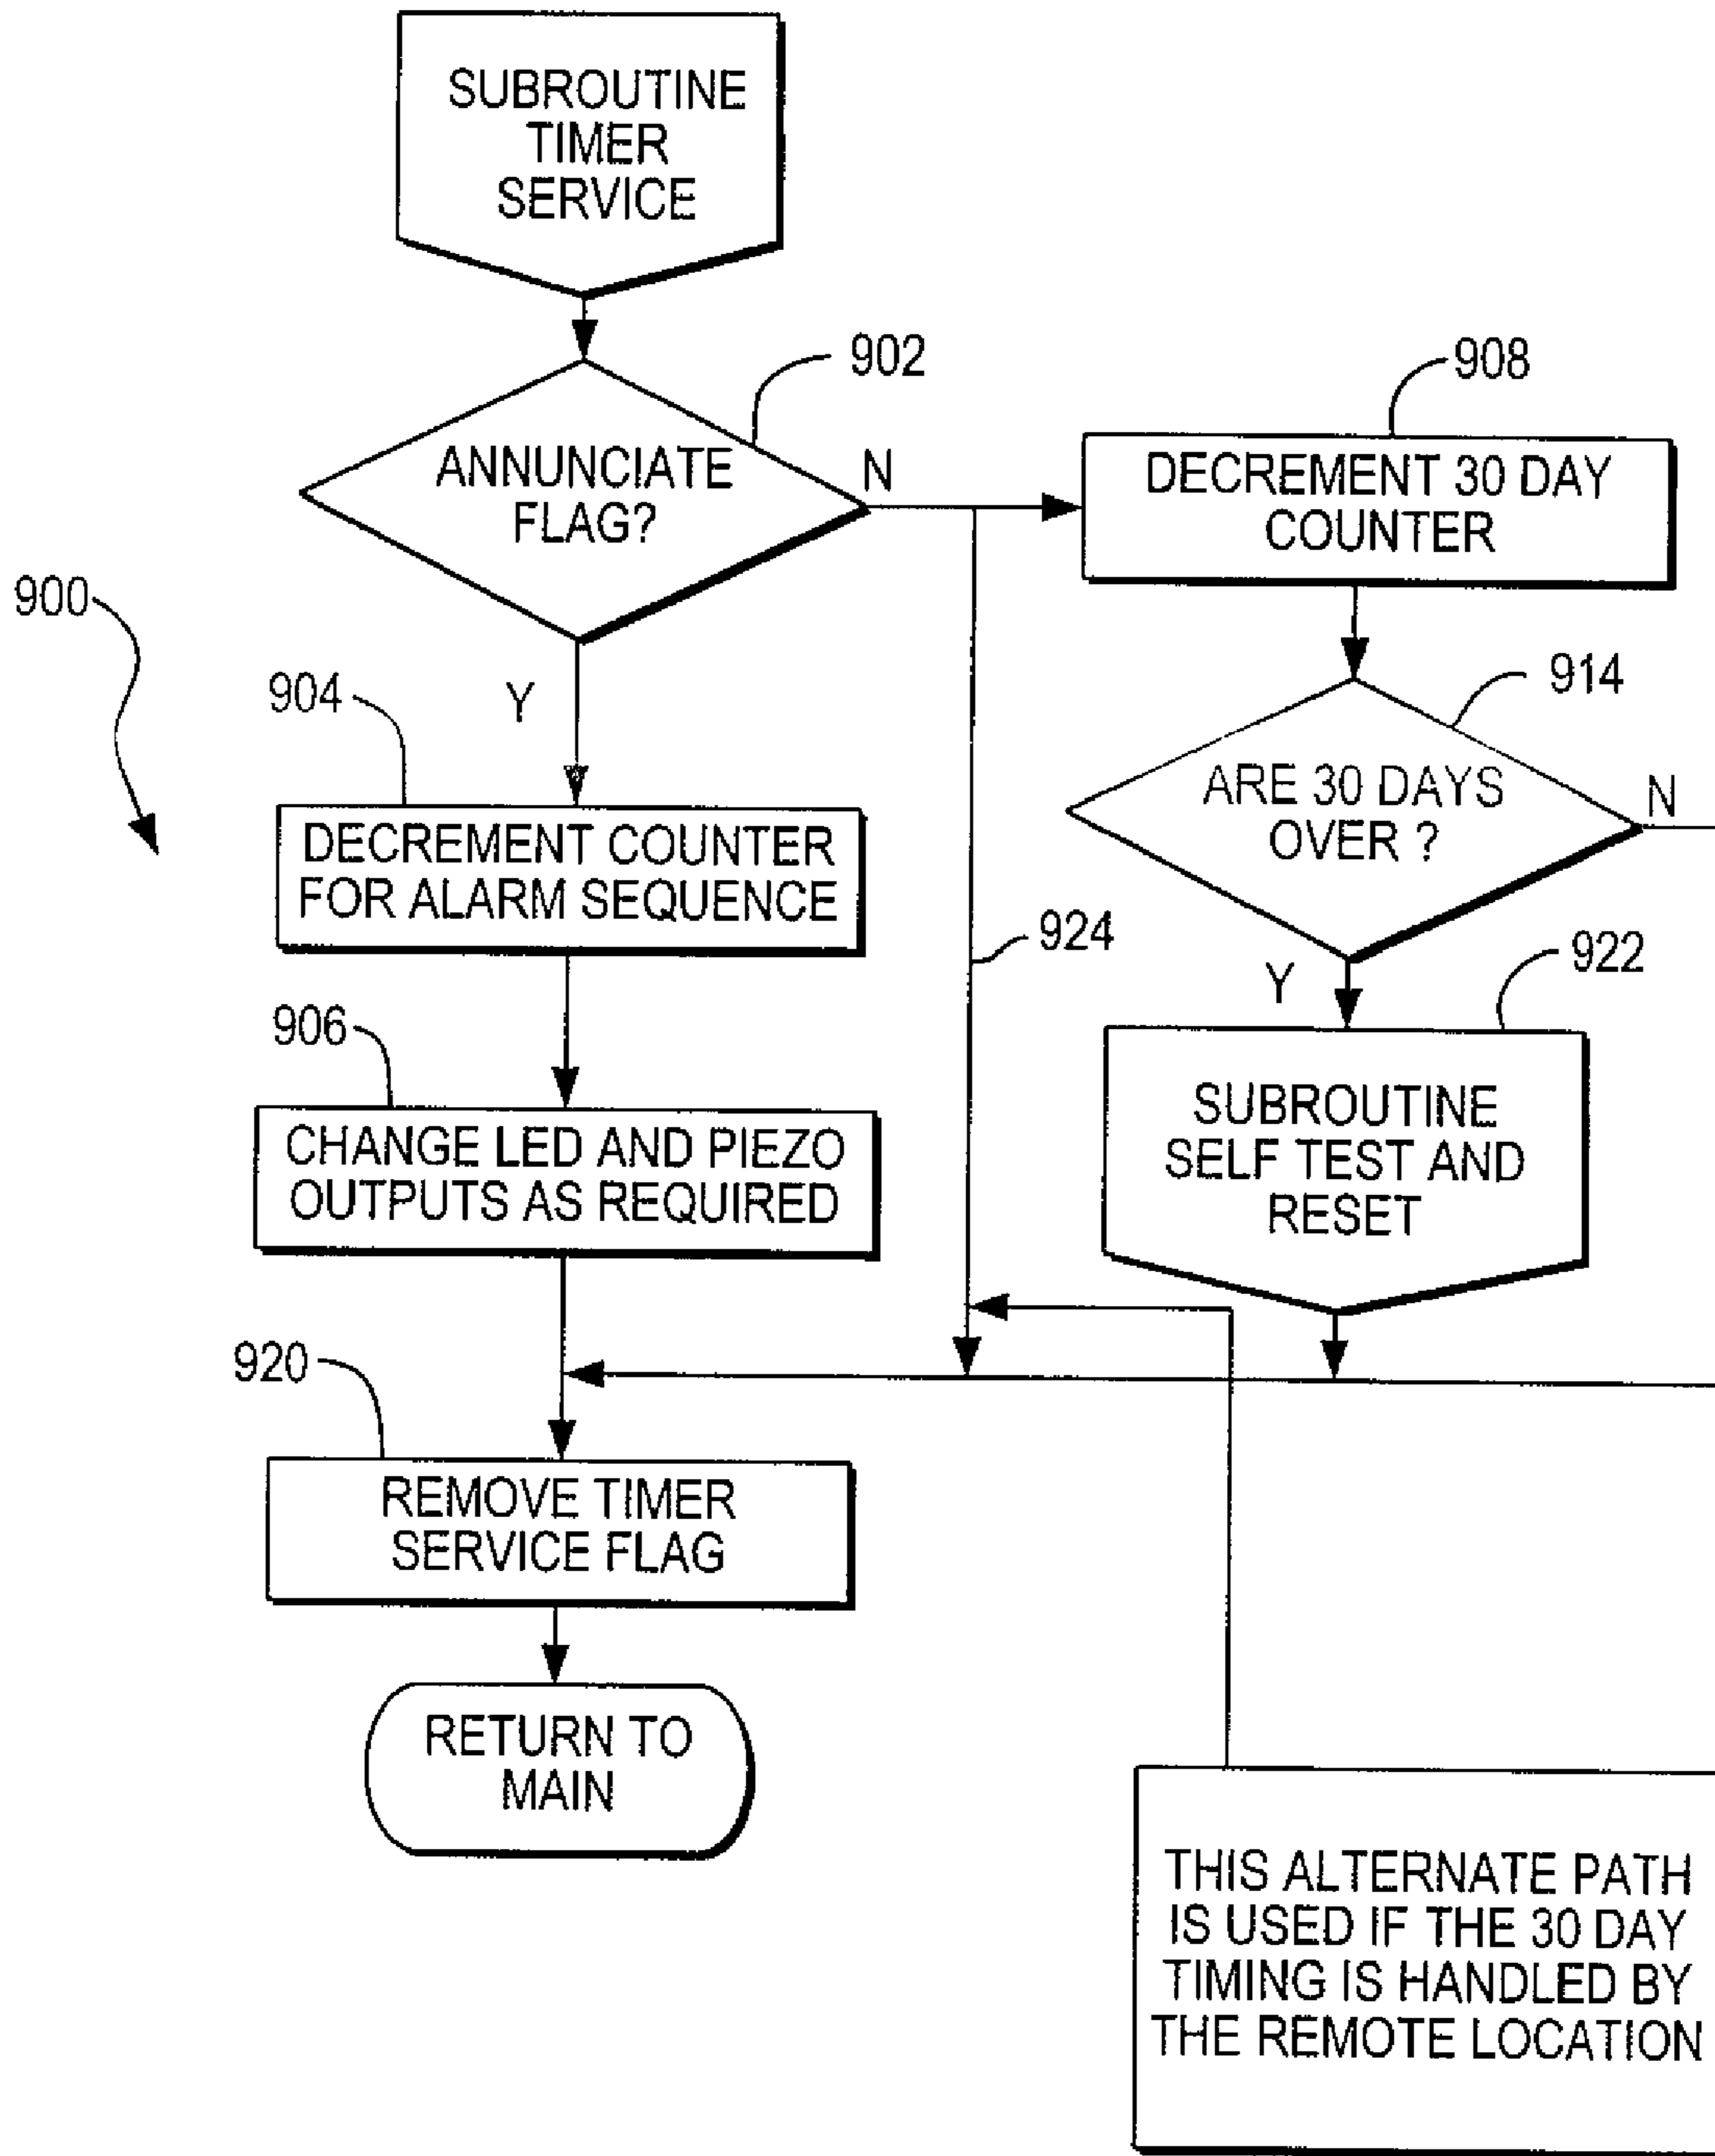 SUBROUTINE
TIMER
SERVICE
902
ANNUNCIATE
FLAG?
N
908
DECREMENT 30 DAY
COUNTER
900
Y
904
DECREMENT COUNTER
FOR ALARM SEQUENCE
914
ARE 30 DAYS
OVER ?
N
924
Y
922
906
CHANGE LED AND PIEZO
OUTPUTS AS REQUIRED
SUBROUTINE
SELF TEST AND
RESET
920
REMOVE TIMER
SERVICE FLAG
RETURN TO
MAIN
THIS ALTERNATE PATH
IS USED IF THE 30 DAY
TIMING IS HANDLED BY
THE REMOTE LOCATION